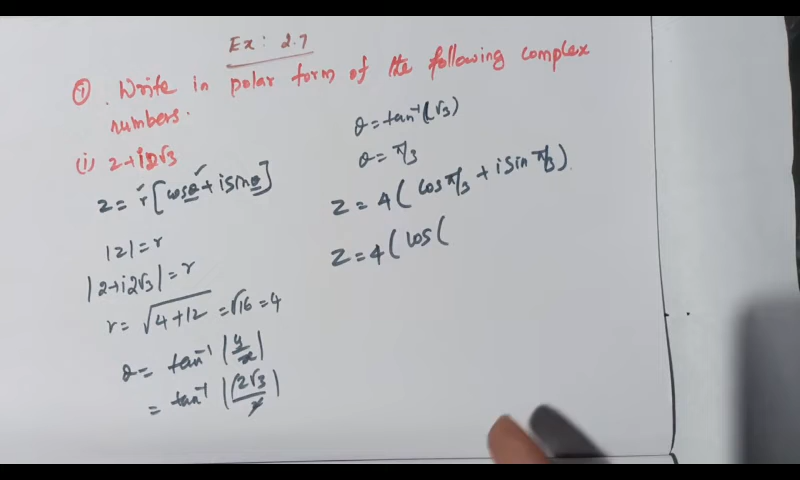 Ex: 2.7
① . Write in polar form of the following complex
numbers.
(i) 2+i2√3
z = r[cosθ+isinθ]
|z|=r
|2+i2√3|=r
r=√4+12 =√16=4
θ= tan⁻¹|y/x|
= tan⁻¹|2√3/2|
θ=tan⁻¹(√3)
θ=π/3
Z=4(cosπ/3 + isinπ/3).
Z=4(cos(